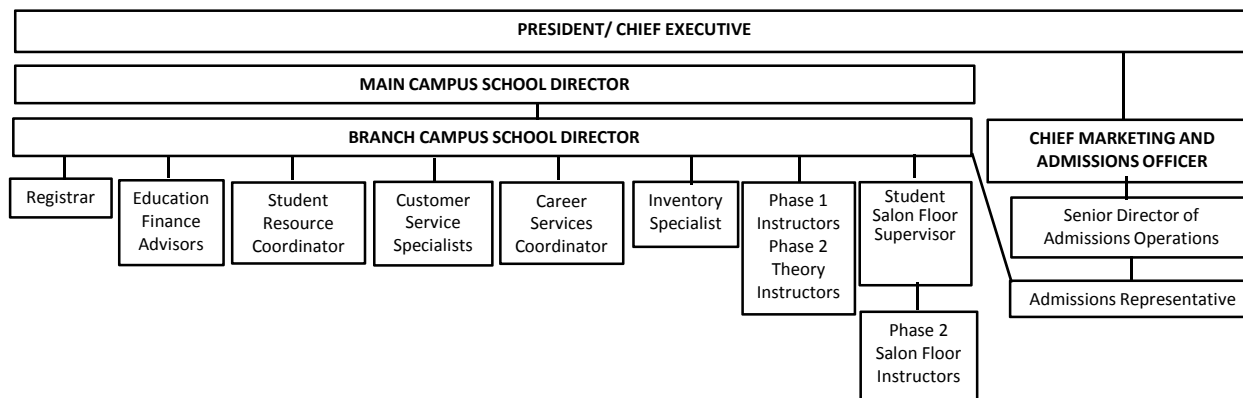 PRESIDENT/ CHIEF EXECUTIVE
MAIN CAMPUS SCHOOL DIRECTOR
BRANCH CAMPUS SCHOOL DIRECTOR
CHIEF MARKETING AND
ADMISSIONS OFFICER
Registrar
Education
Finance
Advisors
Student
Resource
Coordinator
Customer
Service
Specialists
Career
Services
Coordinator
Inventory
Specialist
Phase 1
Instructors
Phase 2
Theory
Instructors
Student
Salon Floor
Supervisor
Senior Director of
Admissions Operations
Admissions Representative
Phase 2
Salon Floor
Instructors